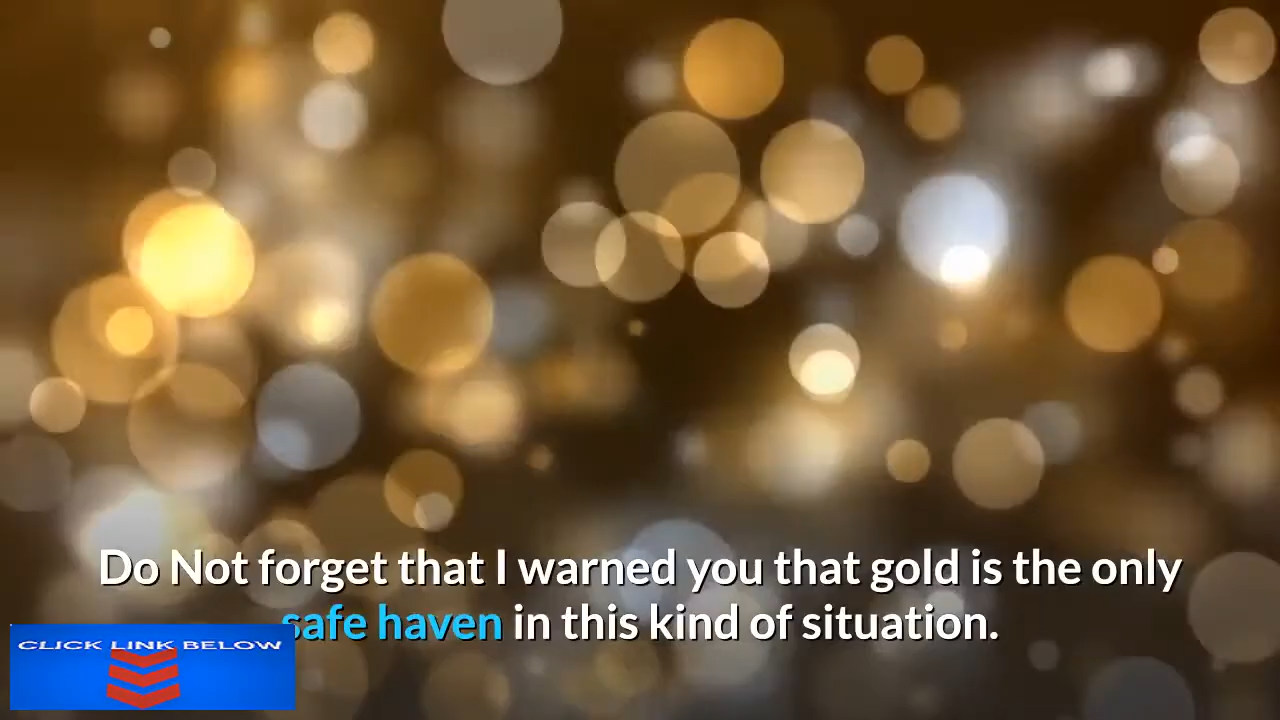 Do Not forget that I warned you that gold is the only
safe haven in this kind of situation.
CLICK LINK BELOW